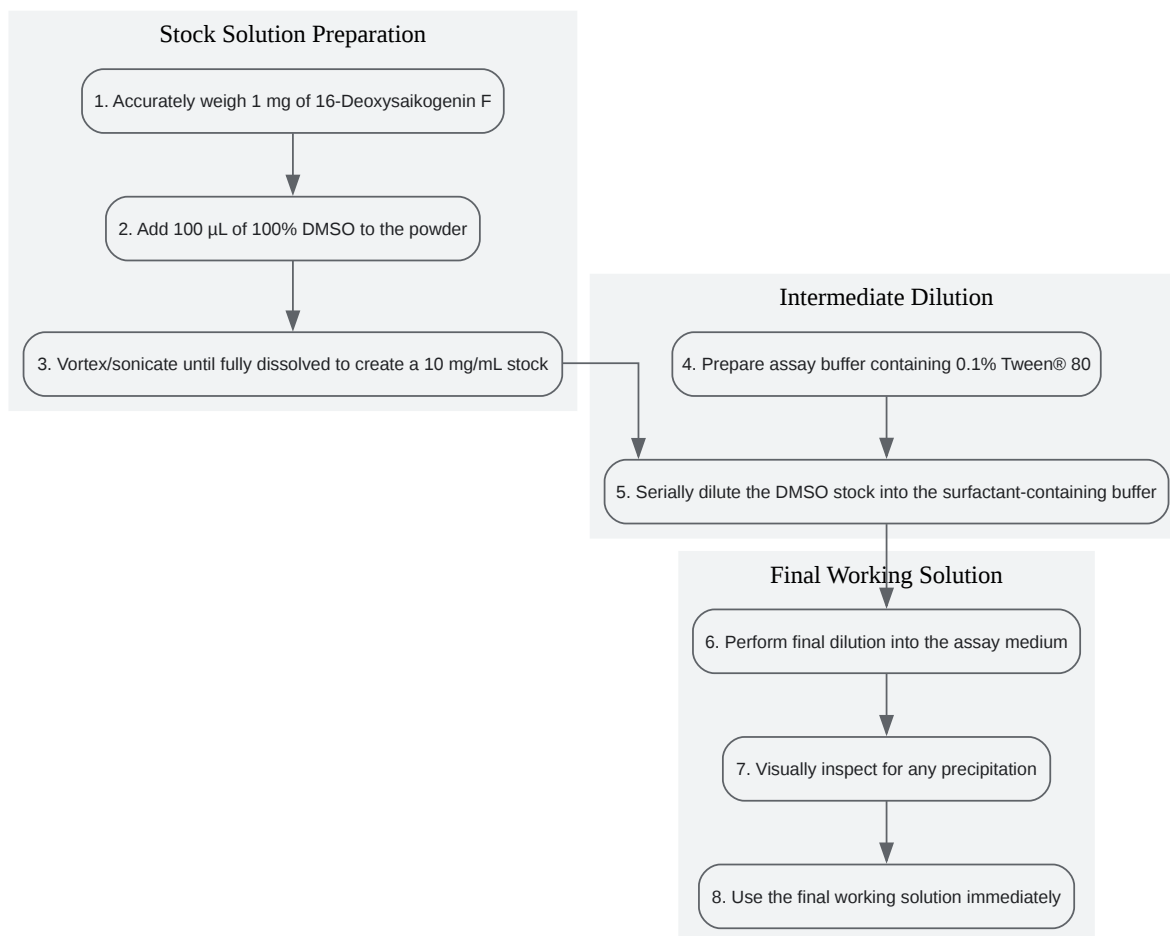 Stock Solution Preparation
1. Accurately weigh 1 mg of 16-Deoxysaikogenin F
2. Add 100 µL of 100% DMSO to the powder
3. Vortex/sonicate until fully dissolved to create a 10 mg/mL stock
Intermediate Dilution
4. Prepare assay buffer containing 0.1% Tween® 80
5. Serially dilute the DMSO stock into the surfactant-containing buffer
Final Working Solution
6. Perform final dilution into the assay medium
7. Visually inspect for any precipitation
8. Use the final working solution immediately